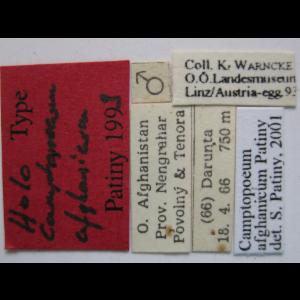 Holo Type
Camptopoeum
afghanicum
Patiny 1998
♂
O. Afghanistan
Prov. Nengrehar
Povolný & Tenora
(66) Darunta
18. 4. 66 750 m
Coll. K. WARNCKE
O.Ö. Landesmuseum
Linz/Austria-egg. 93
Camptopoeum
afghanicum Patiny
det. S. Patiny, 2001